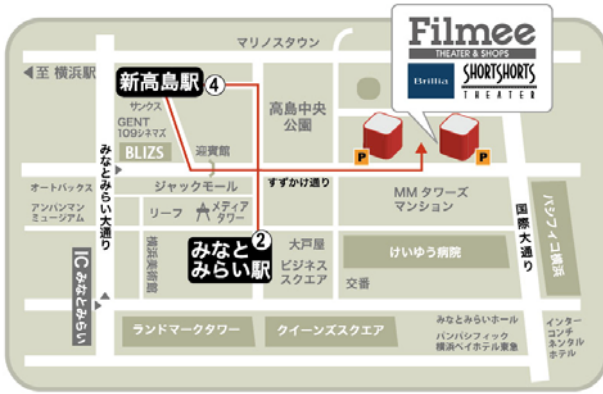 Filmee
THEATER & SHOPS
Brillia
SHORTSHORTS
THEATER
マリノスタウン
至 横浜駅
新高島駅
4
サンクス
GENT
109シネマズ
BLIZS
迎賓館
高島中央
公園
P
P
みなとみらい大通り
すずかけ通り
オートバックス
アンパンマン
ミュージアム
ジャックモール
リーフ
メディア
タワー
MM タワーズ
マンション
国際大通り
パシフィコ横浜
2
みなと
みらい駅
横浜美術館
大戸屋
ビジネス
スクエア
けいゆう病院
交番
ICみなとみらい
ランドマークタワー
クイーンズスクエア
みなとみらいホール
パンパシフィック
横浜ベイホテル東急
インター
コンチ
ネンタル
ホテル